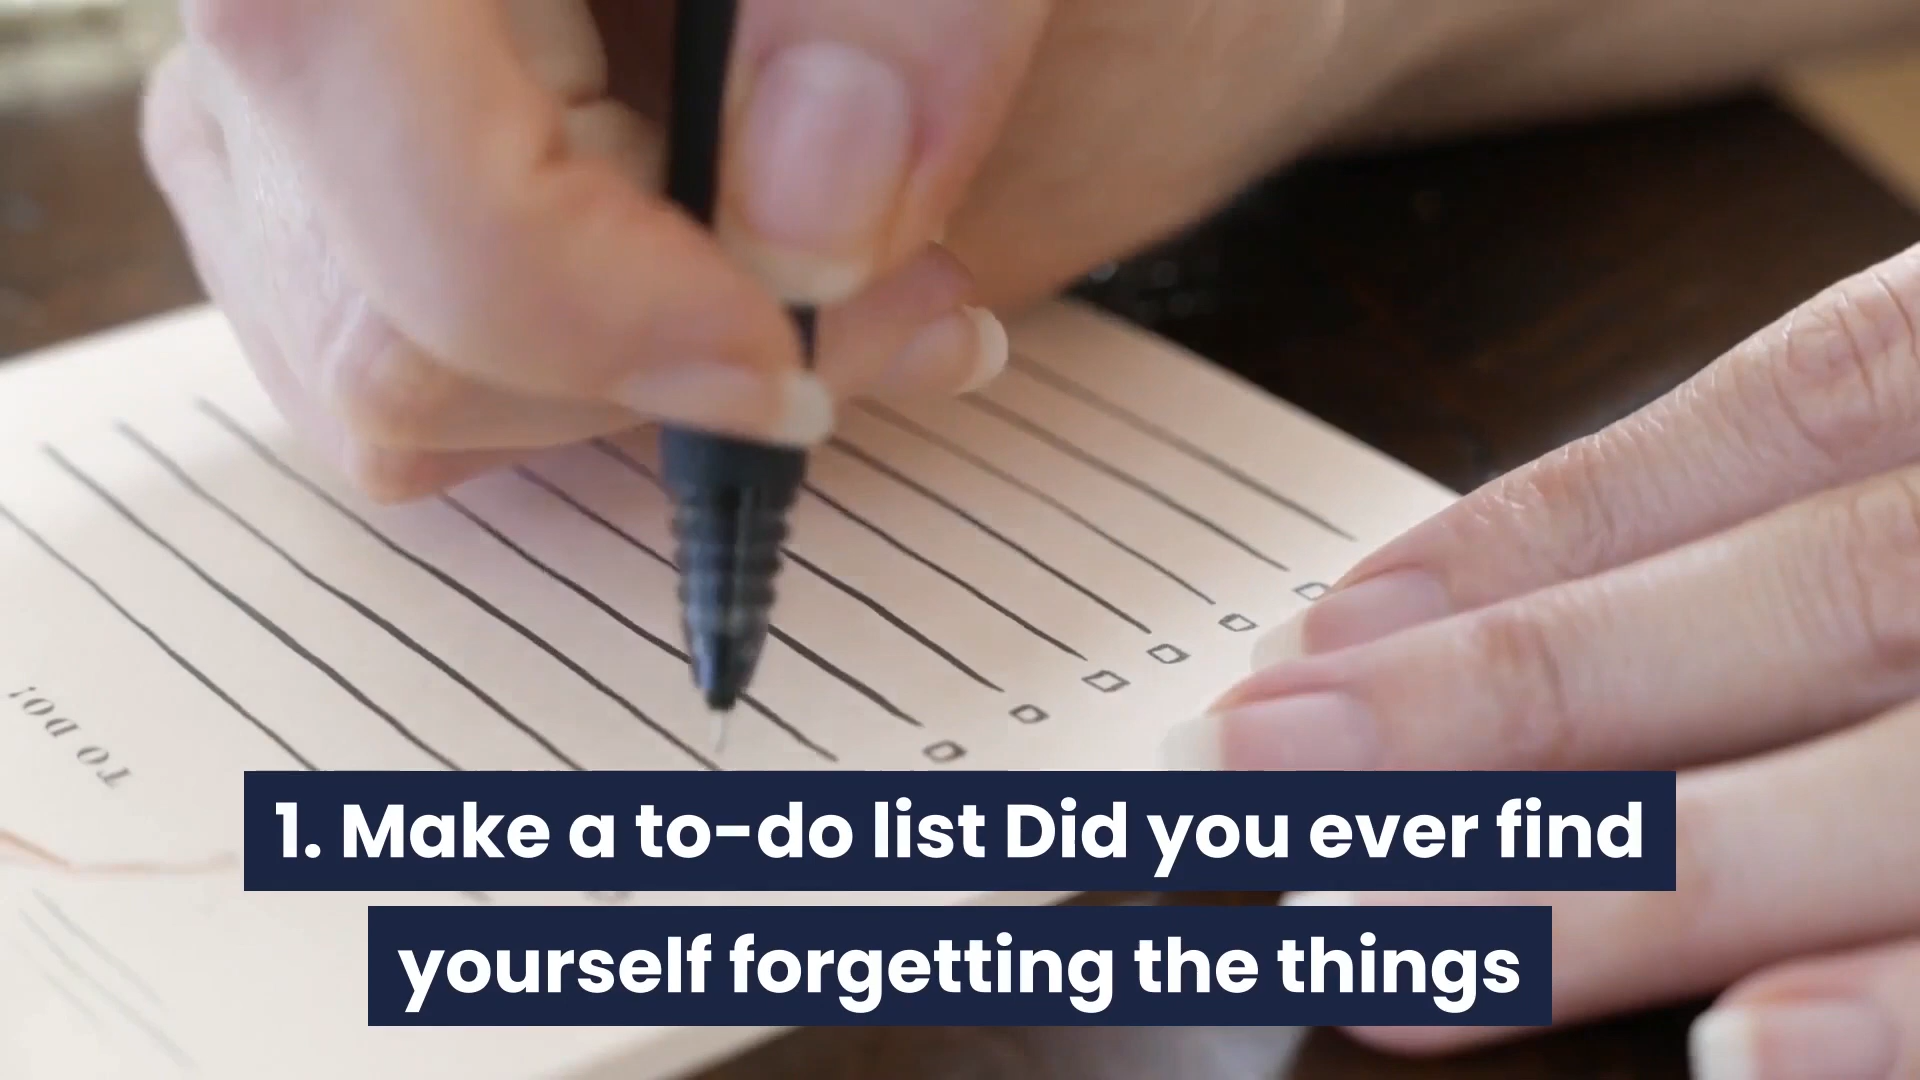 TO DO!
1. Make a to-do list Did you ever find
yourself forgetting the things